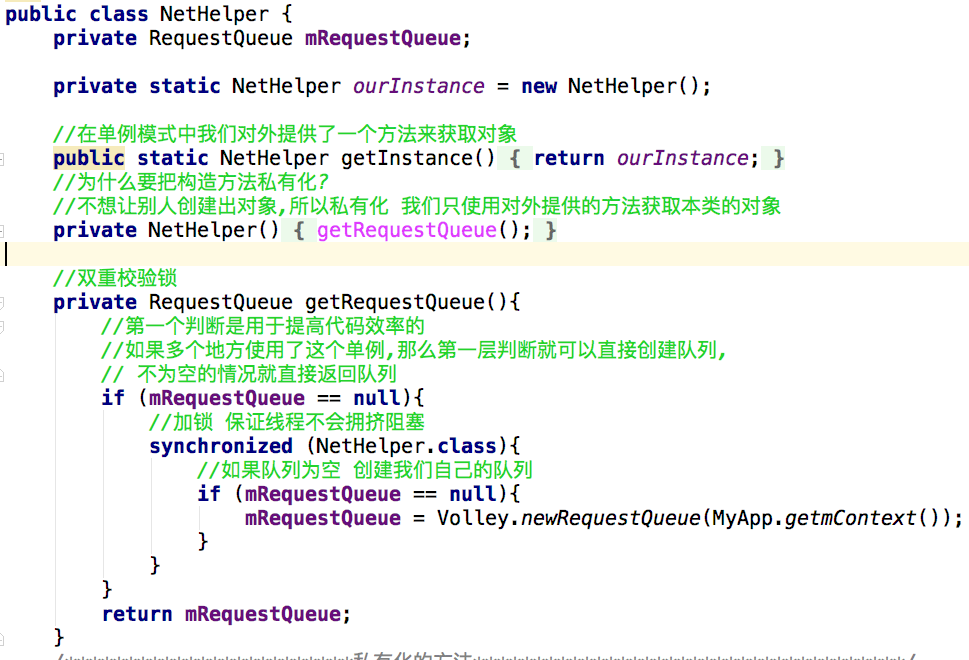 public class NetHelper {
private RequestQueue mRequestQueue;
private static NetHelper ourInstance = new NetHelper();
//在单例模式中我们对外提供了一个方法来获取对象
public static NetHelper getInstance() { return ourInstance; }
//为什么要把构造方法私有化?
//不想让别人创建出对象,所以私有化 我们只使用对外提供的方法获取本类的对象
private NetHelper() { getRequestQueue(); }
//双重校验锁
private RequestQueue getRequestQueue(){
//第一个判断是用于提高代码效率的
//如果多个地方使用了这个单例,那么第一层判断就可以直接创建队列,
// 不为空的情况就直接返回队列
if (mRequestQueue == null){
//加锁 保证线程不会拥挤阻塞
synchronized (NetHelper.class){
//如果队列为空 创建我们自己的队列
if (mRequestQueue == null){
mRequestQueue = Volley.newRequestQueue(MyApp.getmContext());
}
}
}
return mRequestQueue;
}
私有化的方法